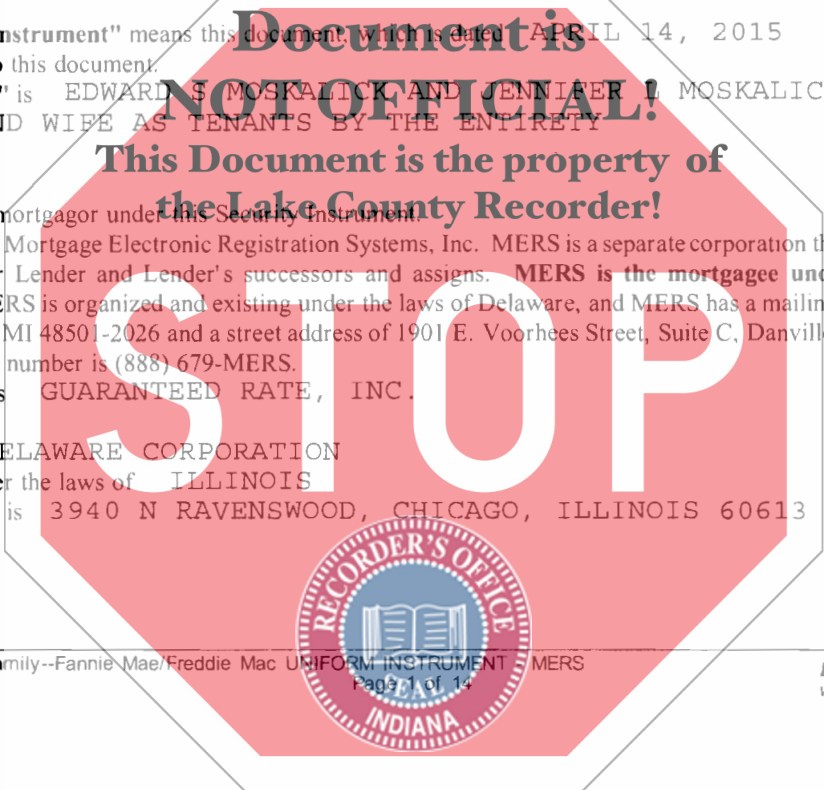 Document is
nstrument" means this document, which is dated APRIL 14, 2015
this document.
NOT OFFICIAL!
" is EDWARD S MOSKALICK AND JENNIFER L MOSKALIC
D WIFE AS TENANTS BY THE ENTIRETY
This Document is the property of
the Lake County Recorder!
mortgagor under this Security Instrument.
Mortgage Electronic Registration Systems, Inc. MERS is a separate corporation th
Lender and Lender's successors and assigns. MERS is the mortgagee und
ERS is organized and existing under the laws of Delaware, and MERS has a mailin
MI 48501-2026 and a street address of 1901 E. Voorhees Street, Suite C, Danville
number is (888) 679-MERS.
STOP
s GUARANTEED RATE, INC.
ELAWARE CORPORATION
er the laws of ILLINOIS
is 3940 N RAVENSWOOD, CHICAGO, ILLINOIS 60613
RECORDER'S OFFICE
SEAL
INDIANA
mily--Fannie Mae/Freddie Mac UNIFORM INSTRUMENT - MERS
Page 1 of 14